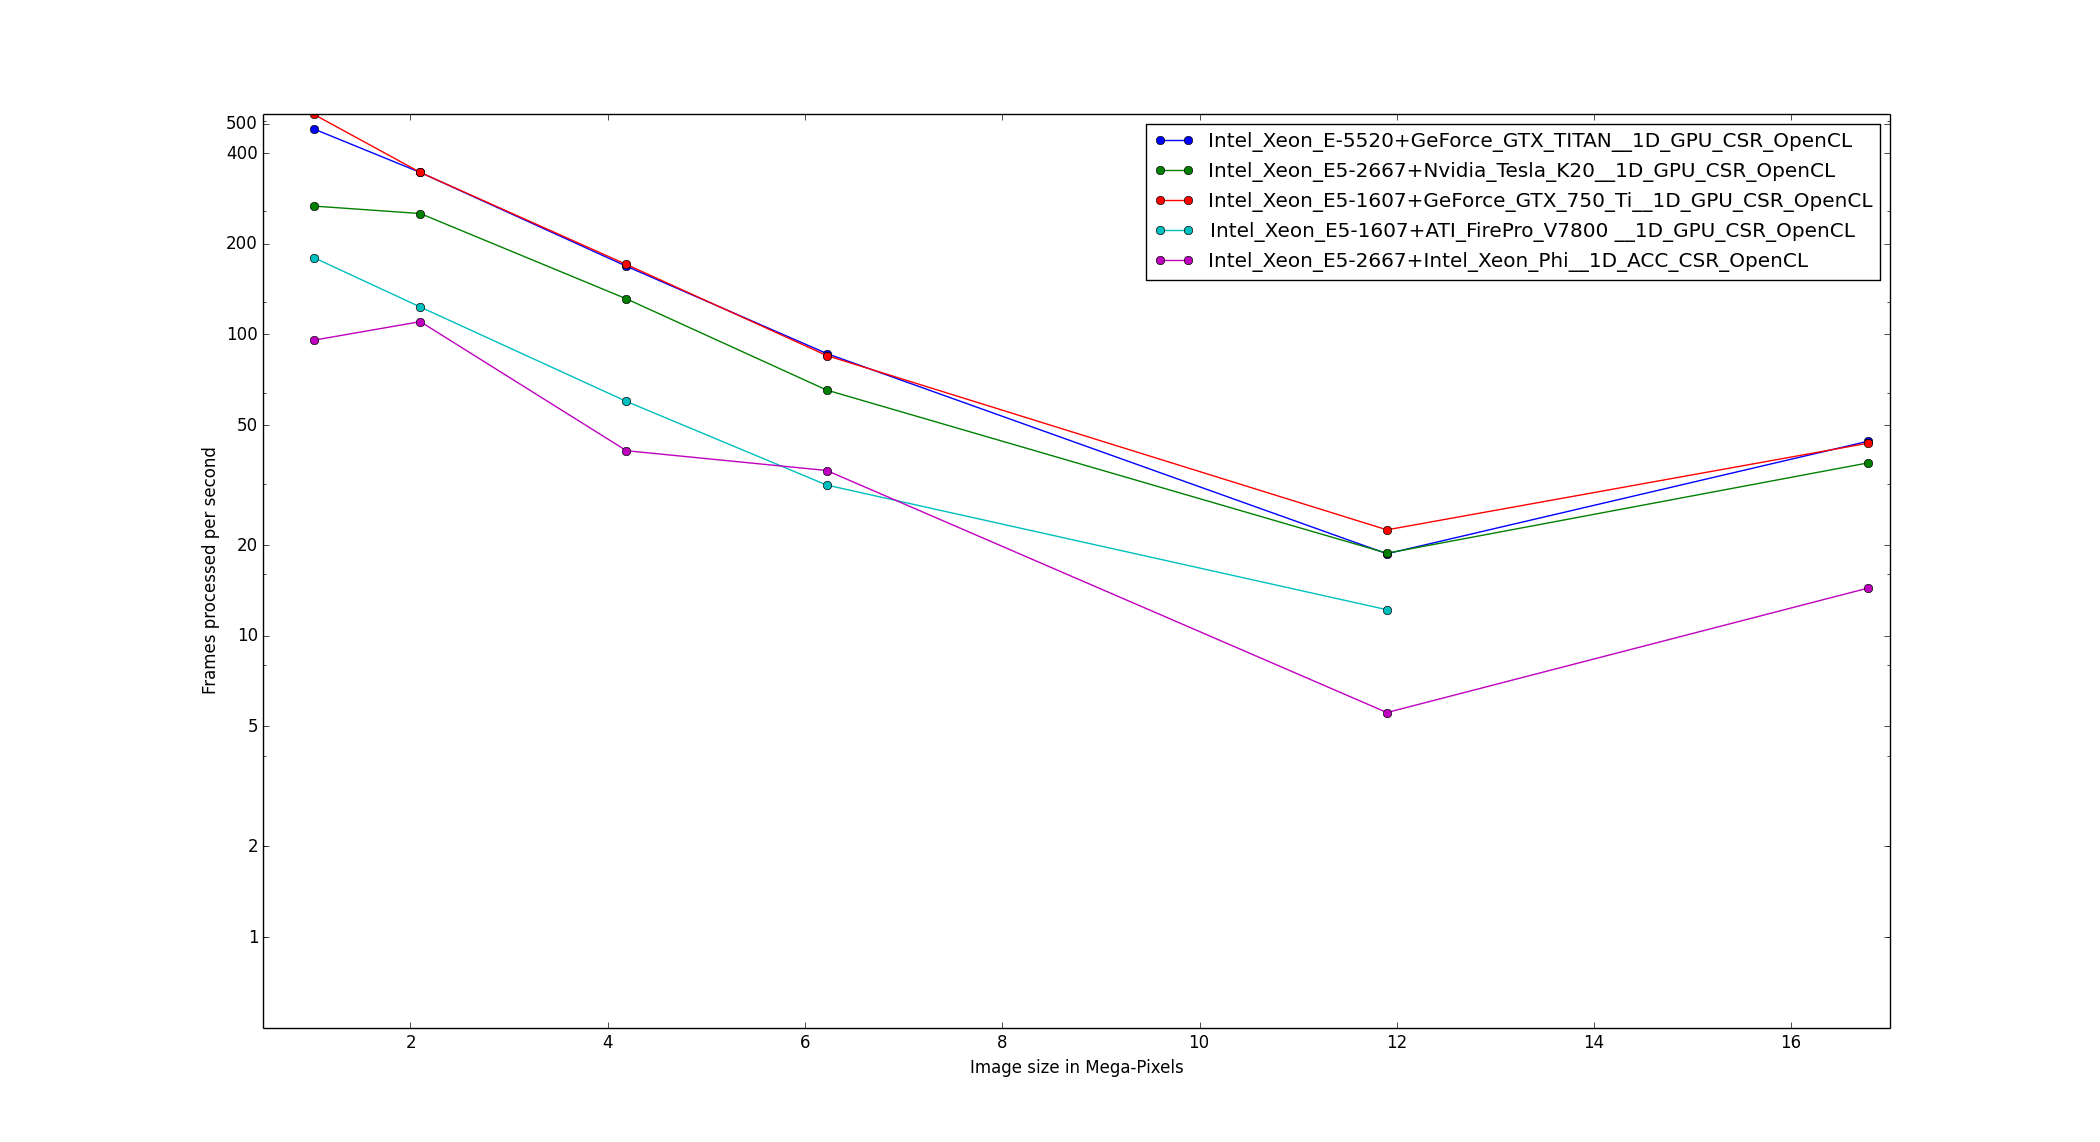 Intel_Xeon_E-5520+GeForce_GTX_TITAN__1D_GPU_CSR_OpenCL
Intel_Xeon_E5-2667+Nvidia_Tesla_K20__1D_GPU_CSR_OpenCL
Intel_Xeon_E5-1607+GeForce_GTX_750_Ti__1D_GPU_CSR_OpenCL
Intel_Xeon_E5-1607+ATI_FirePro_V7800 __1D_GPU_CSR_OpenCL
Intel_Xeon_E5-2667+Intel_Xeon_Phi__1D_ACC_CSR_OpenCL
Frames processed per second
500
400
200
100
50
20
10
5
2
1
2 4 6 8 10 12 14 16
Image size in Mega-Pixels